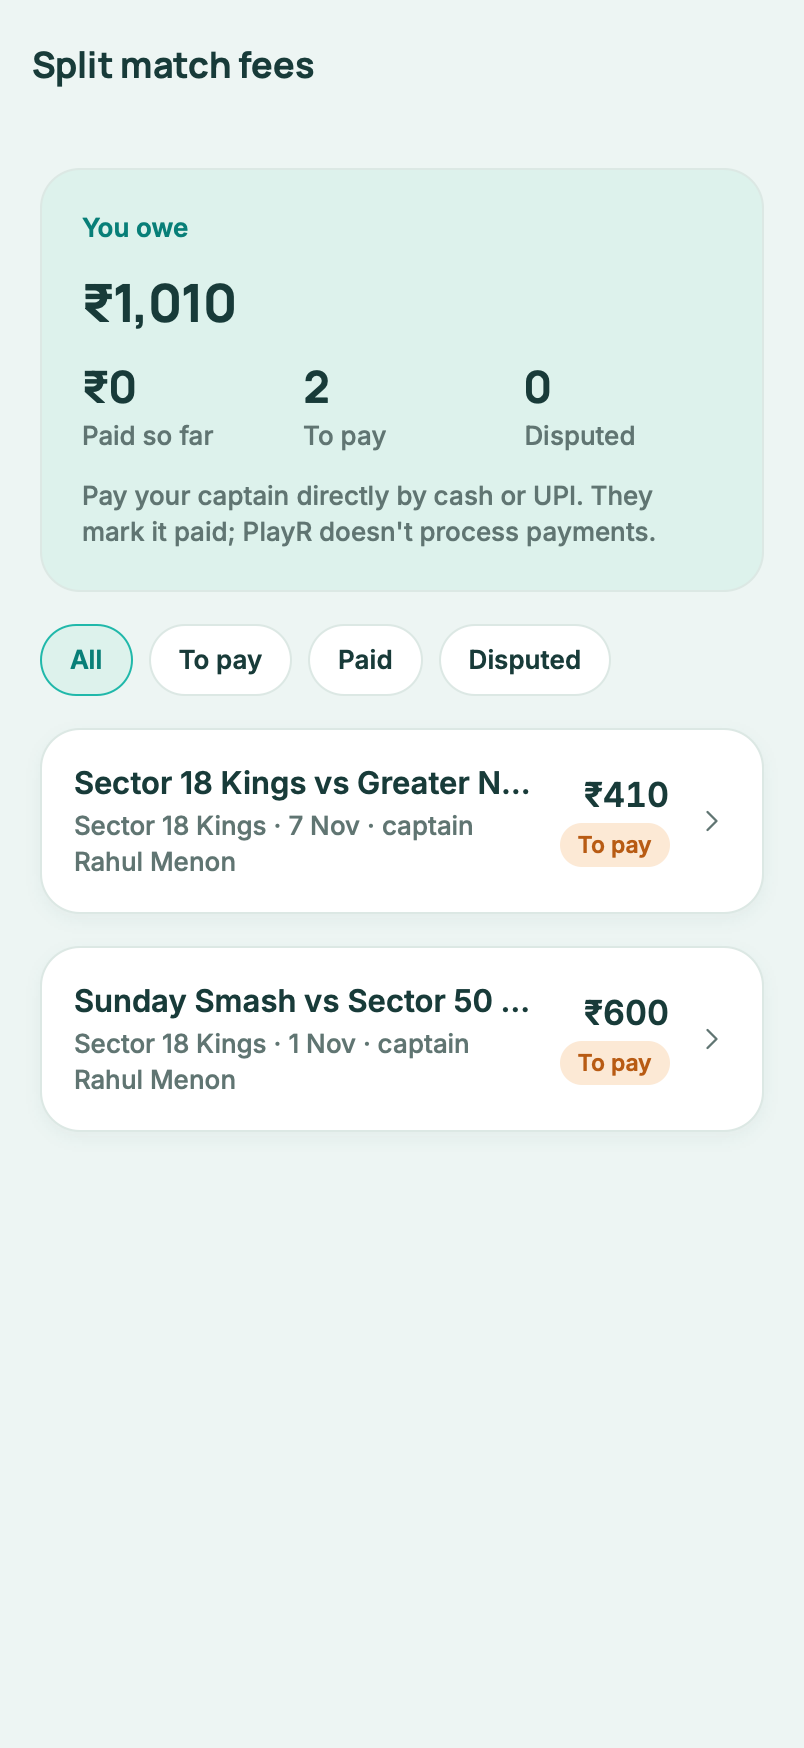 Split match fees
You owe
₹1,010
₹0
Paid so far
2
To pay
0
Disputed
Pay your captain directly by cash or UPI. They
mark it paid; PlayR doesn't process payments.
All
To pay
Paid
Disputed
Sector 18 Kings vs Greater N...
Sector 18 Kings · 7 Nov · captain
Rahul Menon
₹410
To pay
Sunday Smash vs Sector 50 ...
Sector 18 Kings · 1 Nov · captain
Rahul Menon
₹600
To pay